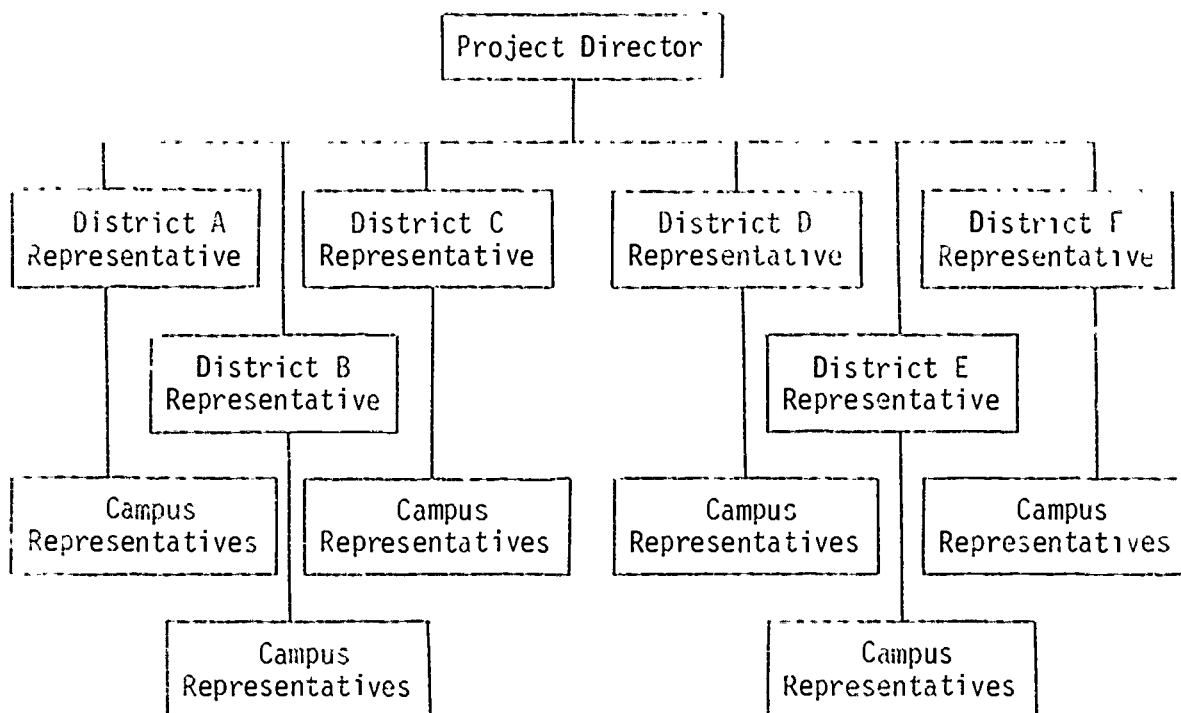 Project Director
District A
Representative
District C
Representative
District D
Representative
District F
Representative
District B
Representative
District E
Representative
Campus
Representatives
Campus
Representatives
Campus
Representatives
Campus
Representatives
Campus
Representatives
Campus
Representatives